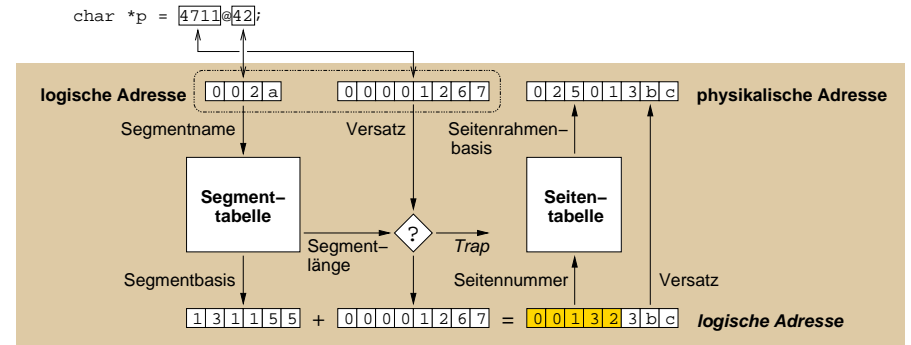 char *p = 4711@42;
logische Adresse 0 0 2 a 0 0 0 0 1 2 6 7 0 2 5 0 1 3 b c physikalische Adresse
Segmentname Versatz Seitenrahmen–
basis
Segment–
tabelle
Seiten–
tabelle
?
Segment–
länge
Trap
Segmentbasis Seitennummer Versatz
1 3 1 1 5 5 + 0 0 0 0 1 2 6 7 = 0 0 1 3 2 3 b c logische Adresse